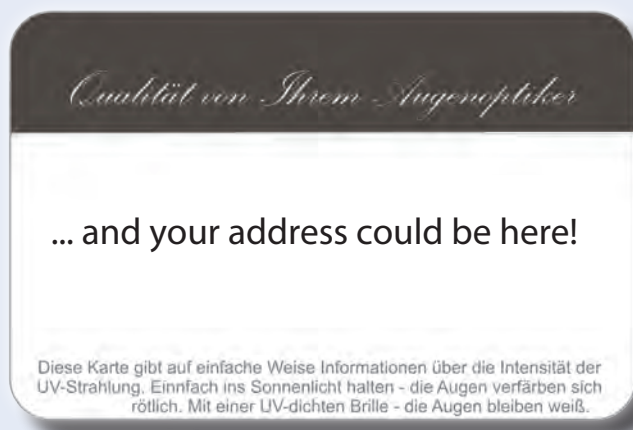 Qualität von Ihrem Augenoptiker
... and your address could be here!
Diese Karte gibt auf einfache Weise Informationen über die Intensität der
UV-Strahlung. Einnfach ins Sonnenlicht halten - die Augen verfärben sich
rötlich. Mit einer UV-dichten Brille - die Augen bleiben weiß.